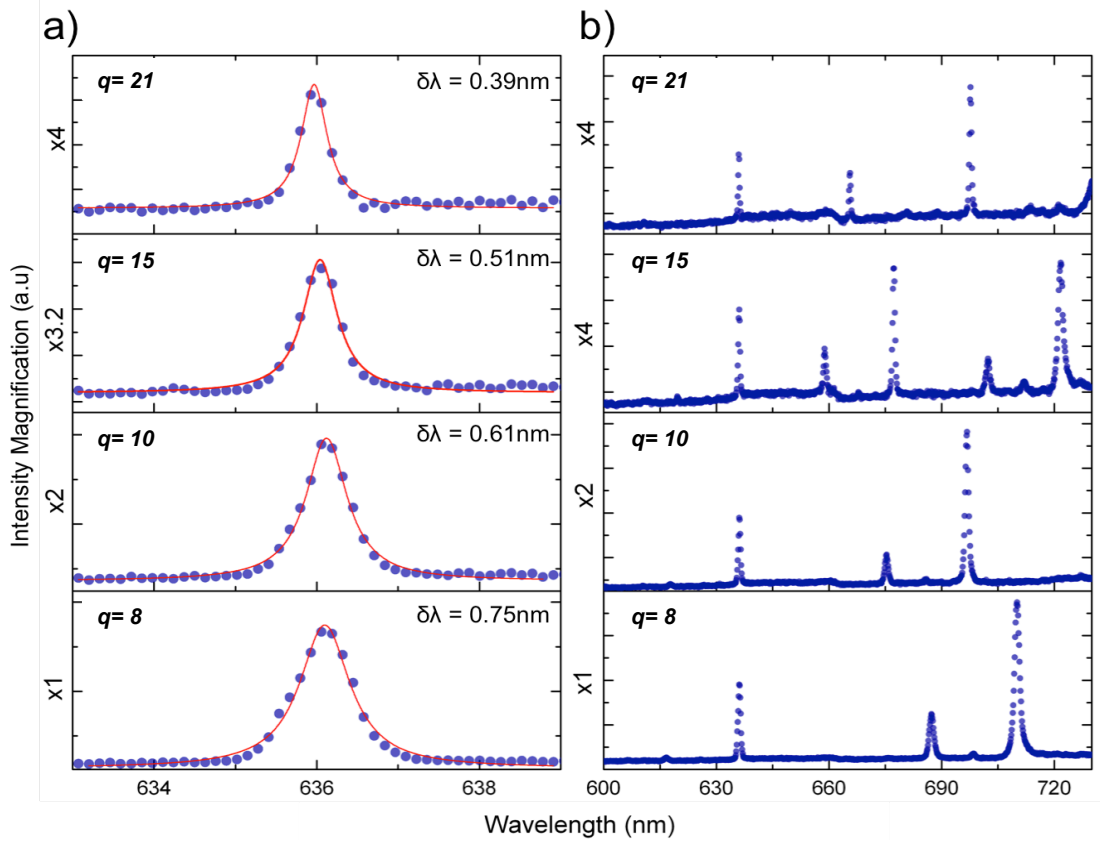 a)
b)
q= 21
δλ = 0.39nm
q= 21
x4
x4
q= 15
δλ = 0.51nm
q= 15
x3.2
x4
Intensity Magnification (a.u)
q= 10
δλ = 0.61nm
q= 10
x2
x2
q= 8
δλ = 0.75nm
q= 8
x1
x1
634 636 638
600 630 660 690 720
Wavelength (nm)